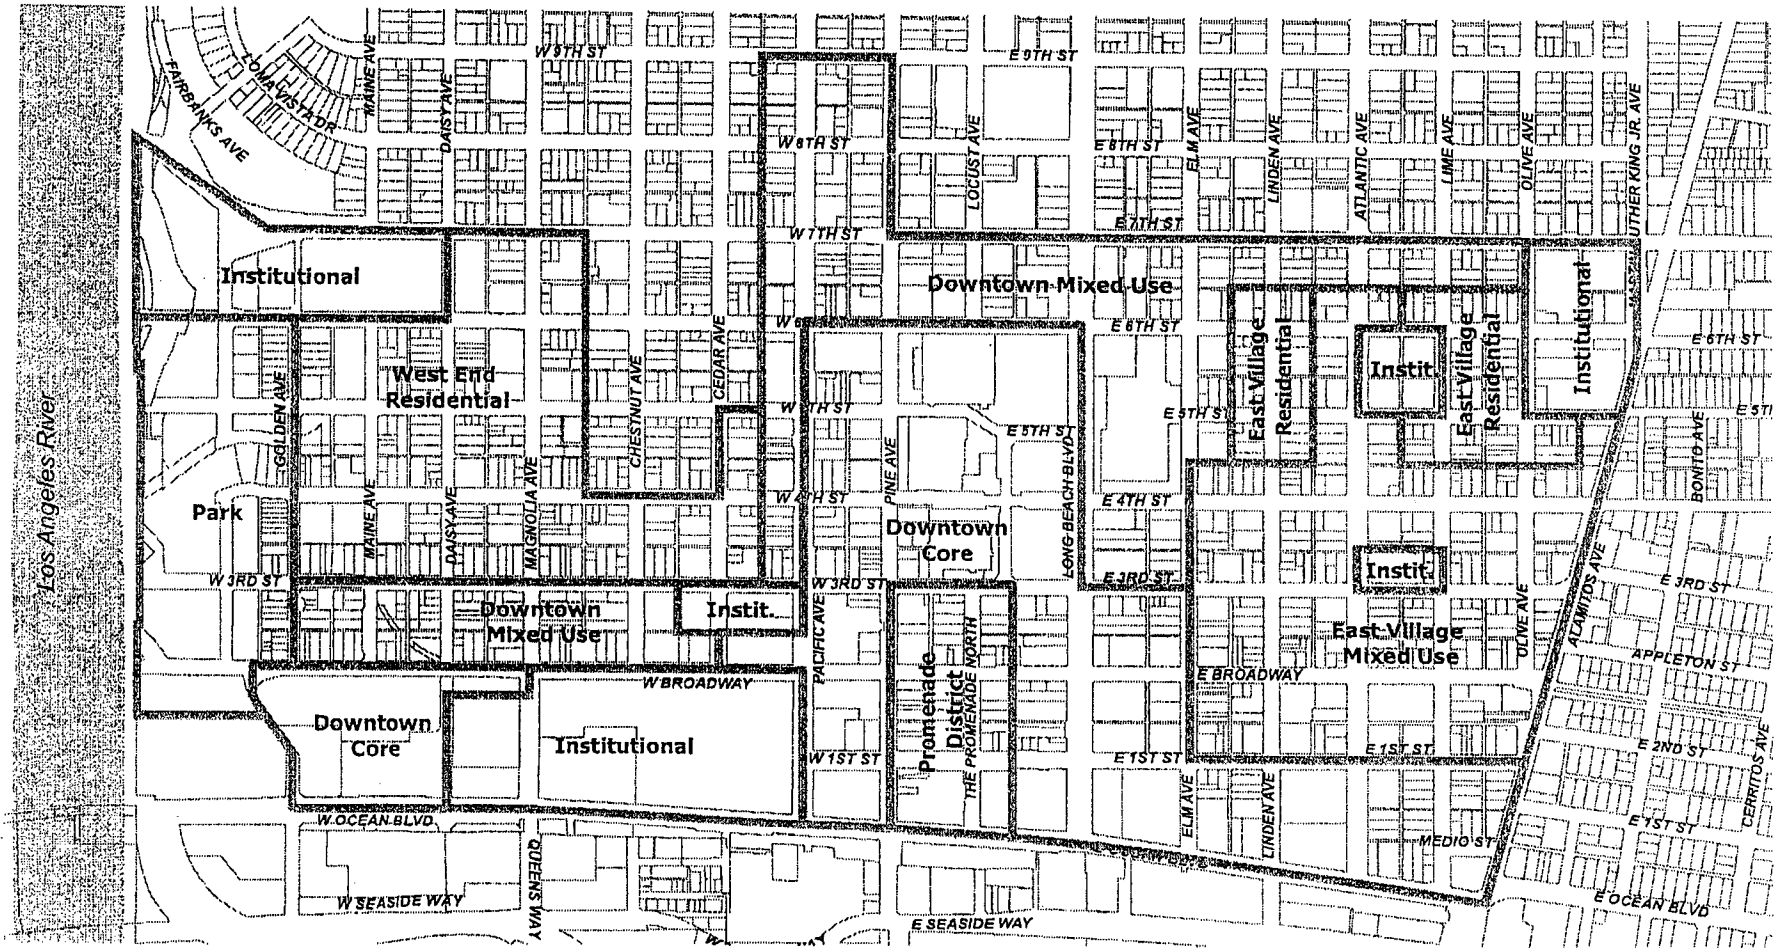 W 9TH ST
E 9TH ST
MAINE AVE
LOMA VISTA DR
FAIRBANKS AVE
DAISY AVE
W 8TH ST
LOCUST AVE
E 8TH ST
ELM AVE
LINDEN AVE
ATLANTIC AVE
LIME AVE
OLIVE AVE
LUTHER KING JR. AVE
W 7TH ST
E 7TH ST
Institutional
Downtown Mixed Use
Institutional
E 6TH ST
E 6TH ST
CEDAR AVE
CHESTNUT AVE
East Village
Residential
Instit.
East Village
Residential
GOLDEN AVE
West End
Residential
E 5TH ST
E 5TH ST
PINE AVE
LONG BEACH BLVD
BONITO AVE
Los Angeles River
Park
MAINE AVE
DAISY AVE
MAGNOLIA AVE
W 4TH ST
E 4TH ST
Downtown
Core
W 3RD ST
W 3RD ST
E 3RD ST
Instit.
E 3RD ST
Downtown
Mixed Use
Instit.
PACIFIC AVE
Promenade
District
THE PROMENADE NORTH
East Village
Mixed Use
OLIVE AVE
ALAMITOS AVE
APPLETON ST
W BROADWAY
E BROADWAY
Downtown
Core
Institutional
W 1ST ST
E 1ST ST
E 1ST ST
E 2ND ST
CERRITOS AVE
W OCEAN BLVD
QUEENS WAY
ELM AVE
LINDEN AVE
MEDIO ST
E 1ST ST
W SEASIDE WAY
E SEASIDE WAY
E OCEAN BLVD